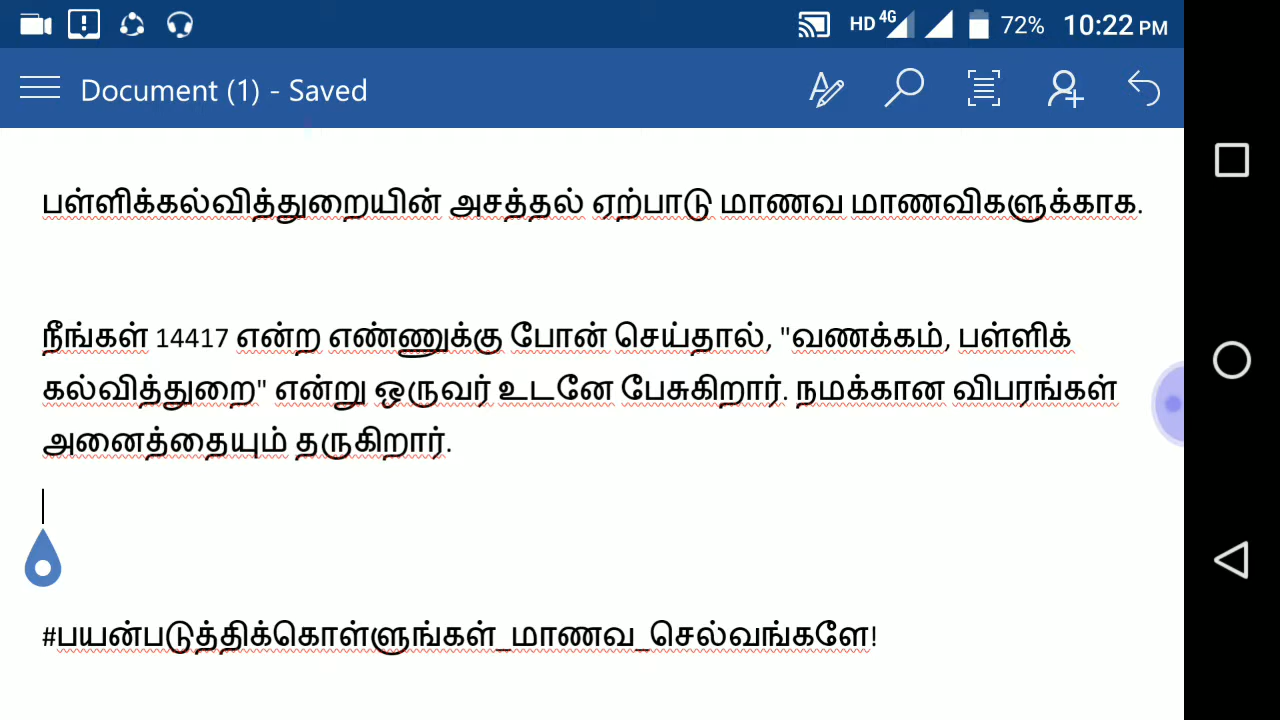 HD 4G 72% 10:22 PM
Document (1) - Saved
பள்ளிக்கல்வித்துறையின் அசத்தல் ஏற்பாடு மாணவ மாணவிகளுக்காக.
நீங்கள் 14417 என்ற எண்ணுக்கு போன் செய்தால், "வணக்கம், பள்ளிக்
கல்வித்துறை" என்று ஒருவர் உடனே பேசுகிறார். நமக்கான விபரங்கள்
அனைத்தையும் தருகிறார்.
#பயன்படுத்திக்கொள்ளுங்கள்_மாணவ_செல்வங்களே!